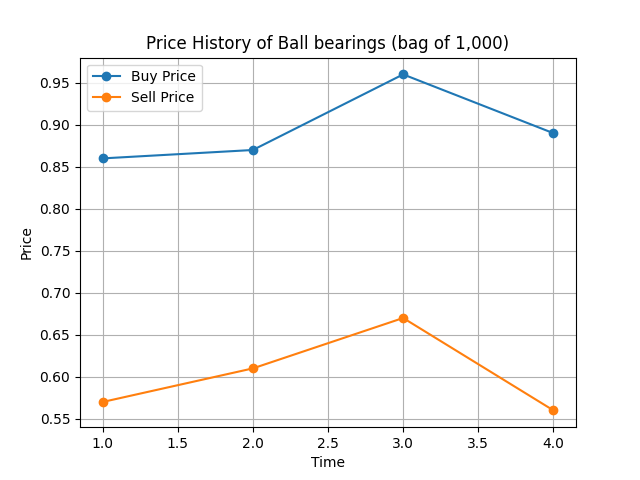 Price History of Ball bearings (bag of 1,000)
Buy Price
Sell Price
0.95
0.90
0.85
0.80
0.75
0.70
0.65
0.60
0.55
Price
1.0 1.5 2.0 2.5 3.0 3.5 4.0
Time